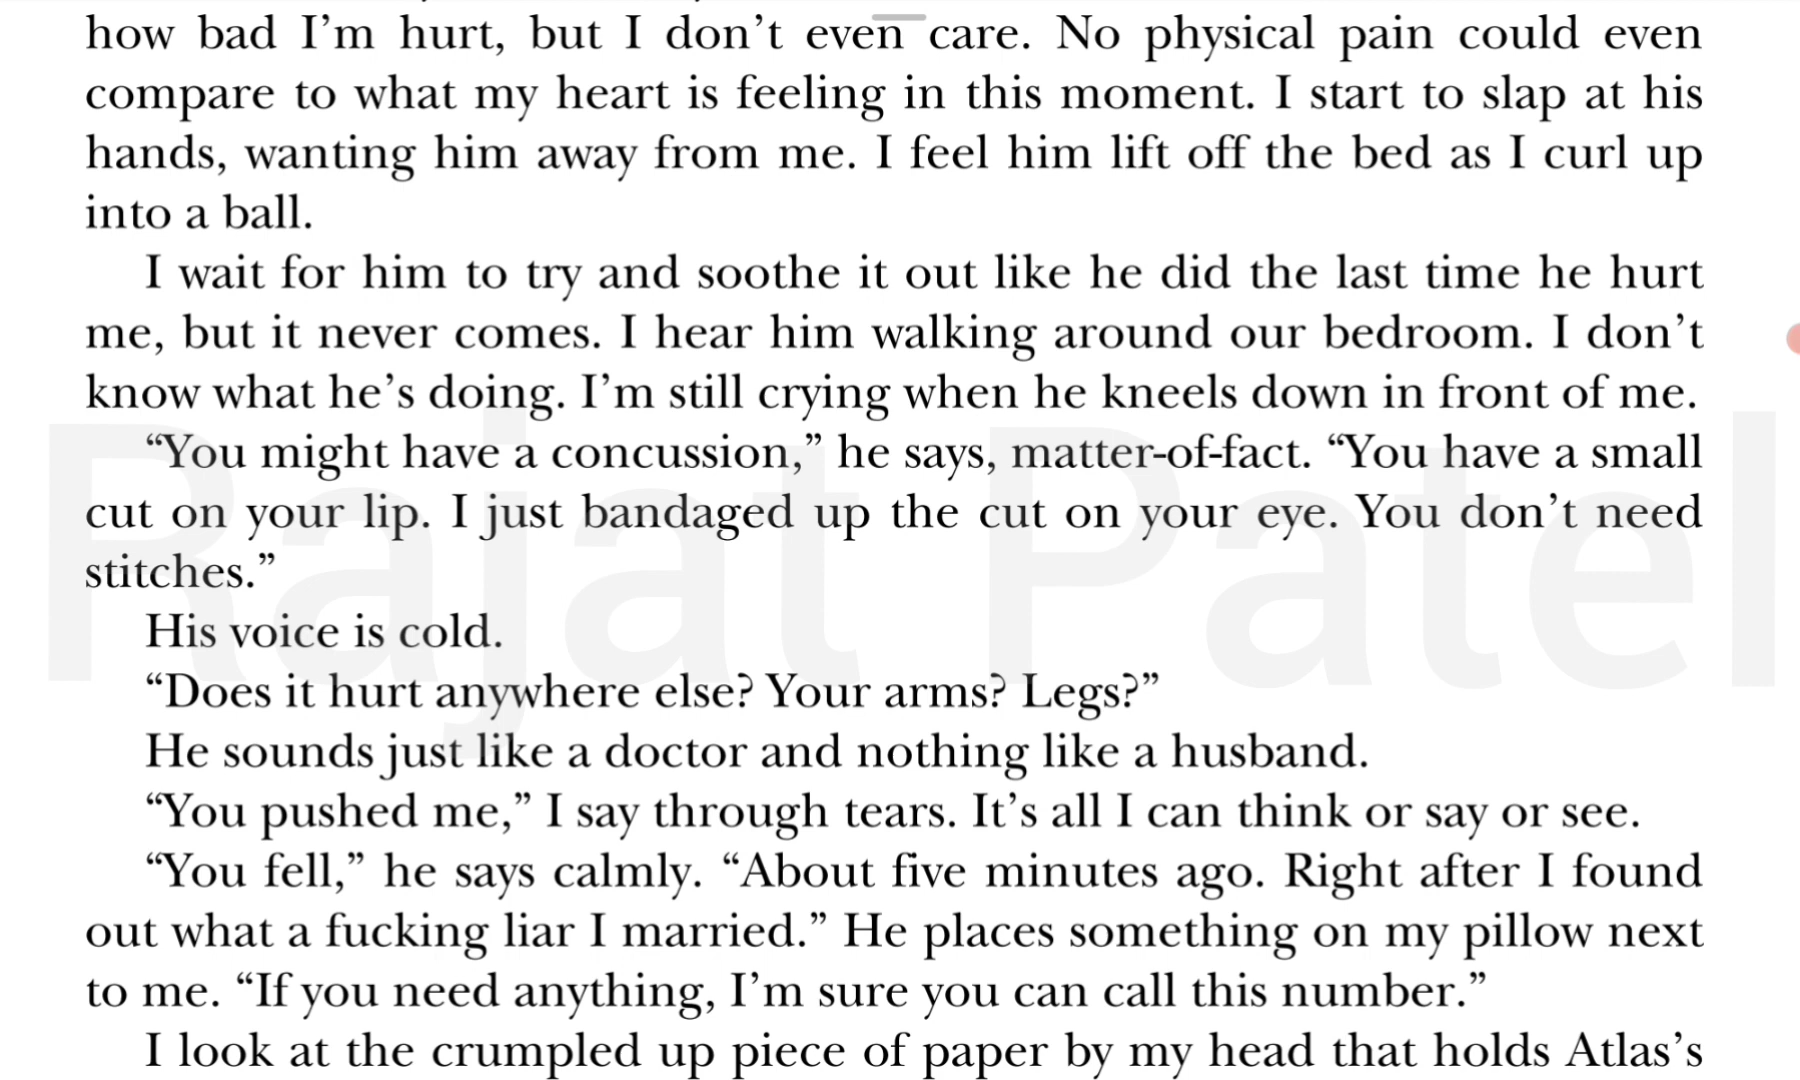 how bad I’m hurt, but I don’t even care. No physical pain could even
compare to what my heart is feeling in this moment. I start to slap at his
hands, wanting him away from me. I feel him lift off the bed as I curl up
into a ball.
I wait for him to try and soothe it out like he did the last time he hurt
me, but it never comes. I hear him walking around our bedroom. I don’t
know what he’s doing. I’m still crying when he kneels down in front of me.
“You might have a concussion,” he says, matter-of-fact. “You have a small
cut on your lip. I just bandaged up the cut on your eye. You don’t need
stitches.”
His voice is cold.
“Does it hurt anywhere else? Your arms? Legs?”
He sounds just like a doctor and nothing like a husband.
“You pushed me,” I say through tears. It’s all I can think or say or see.
“You fell,” he says calmly. “About five minutes ago. Right after I found
out what a fucking liar I married.” He places something on my pillow next
to me. “If you need anything, I’m sure you can call this number.”
I look at the crumpled up piece of paper by my head that holds Atlas’s
Rajat Patel